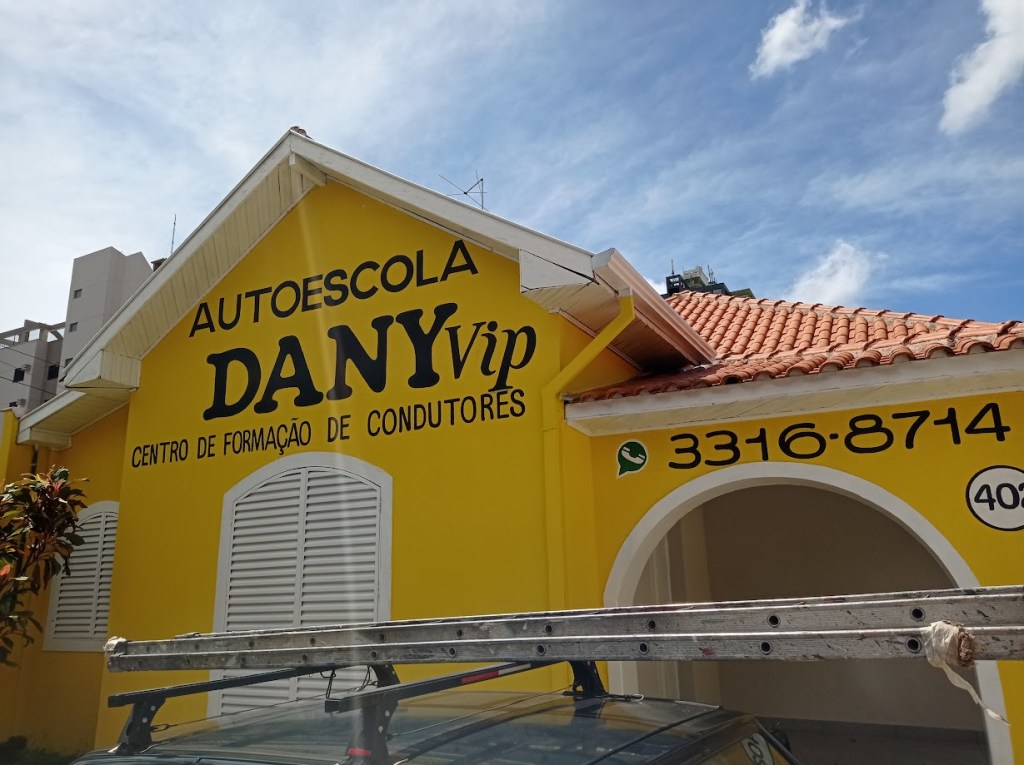 AUTOESCOLA
DANY Vip
CENTRO DE FORMAÇÃO DE CONDUTORES
3316-8714
402